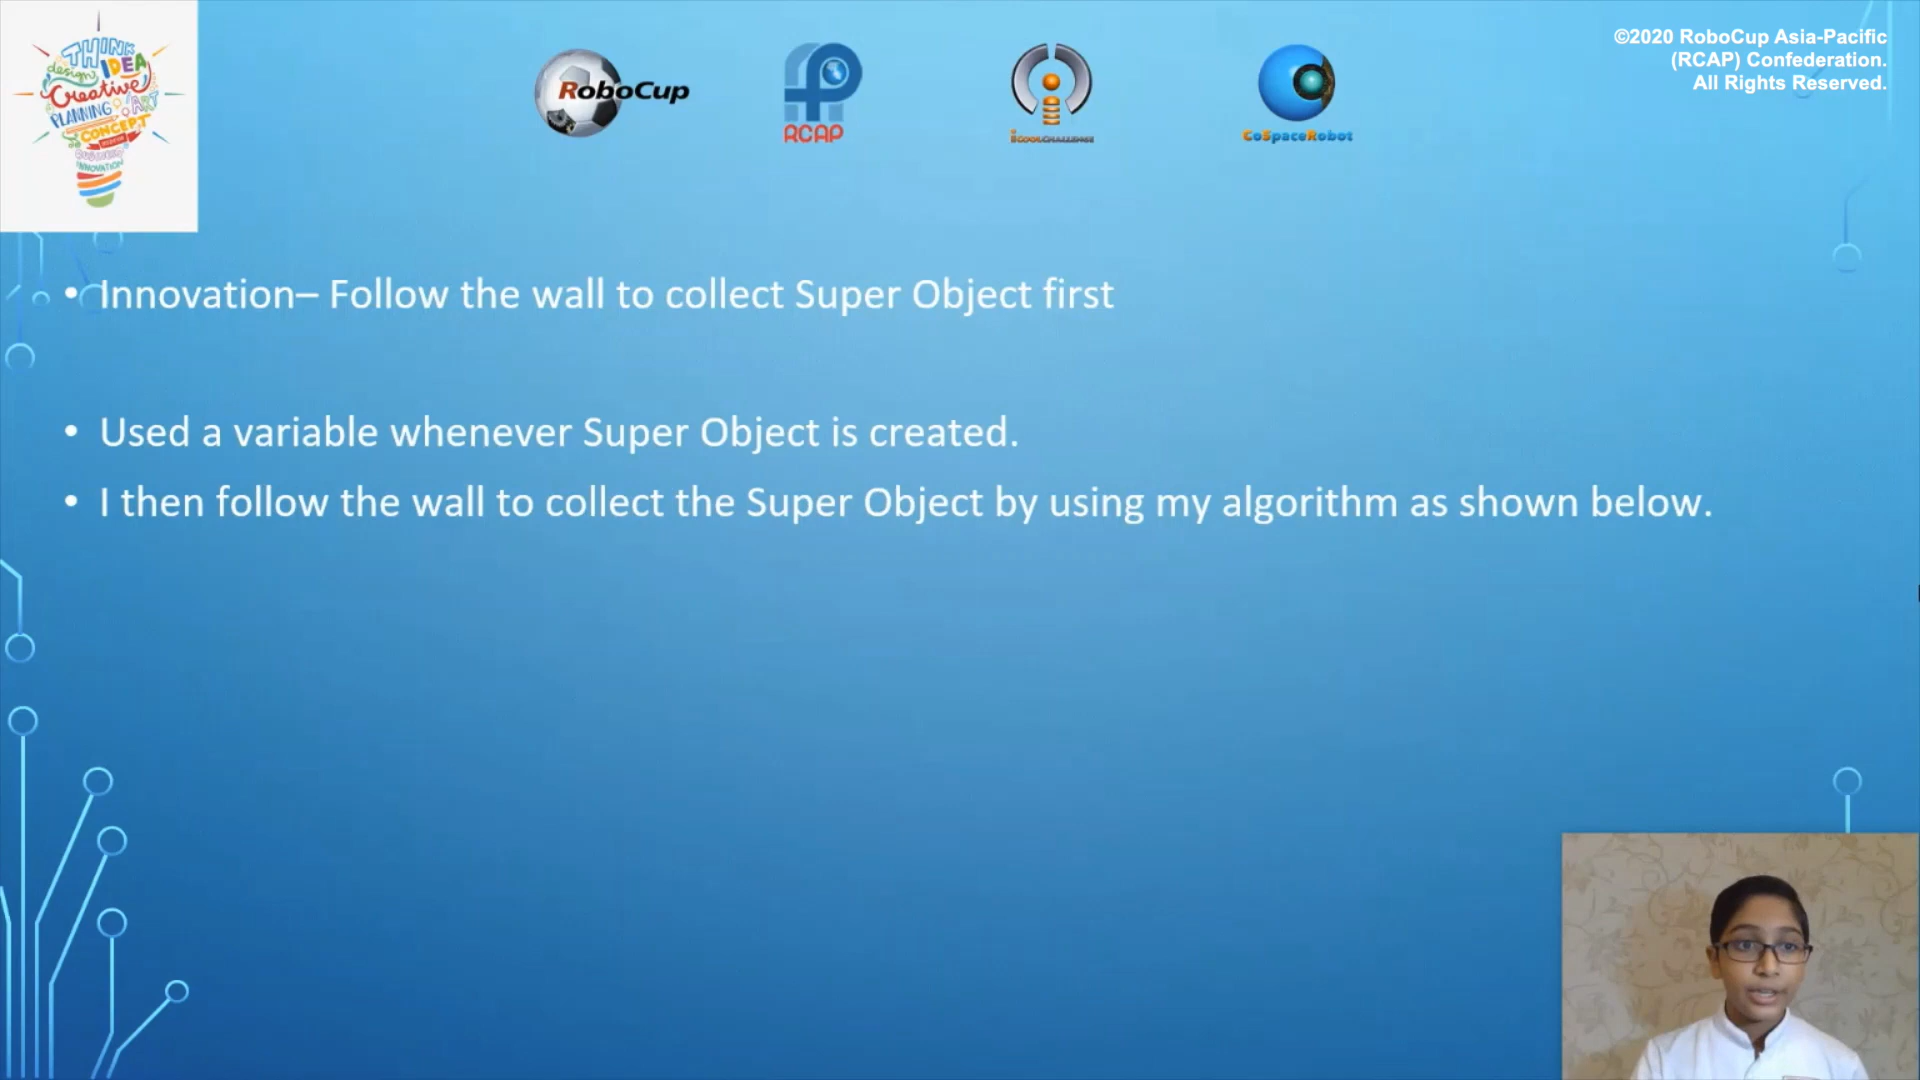 THINK
design IDEA
Creative
PLANNING ART
CONCEPT
INNOVATION
RoboCup
RCAP
iCOOLCHALLENGE
CoSpaceRobot
©2020 RoboCup Asia-Pacific
(RCAP) Confederation.
All Rights Reserved.
• Innovation– Follow the wall to collect Super Object first
• Used a variable whenever Super Object is created.
• I then follow the wall to collect the Super Object by using my algorithm as shown below.